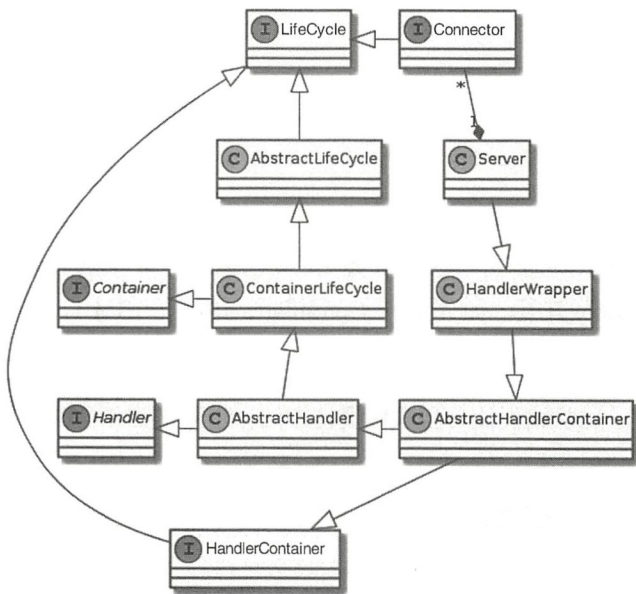 I LifeCycle
I Connector
*
1
C AbstractLifeCycle
C Server
I Container
C ContainerLifeCycle
C HandlerWrapper
I Handler
C AbstractHandler
C AbstractHandlerContainer
I HandlerContainer